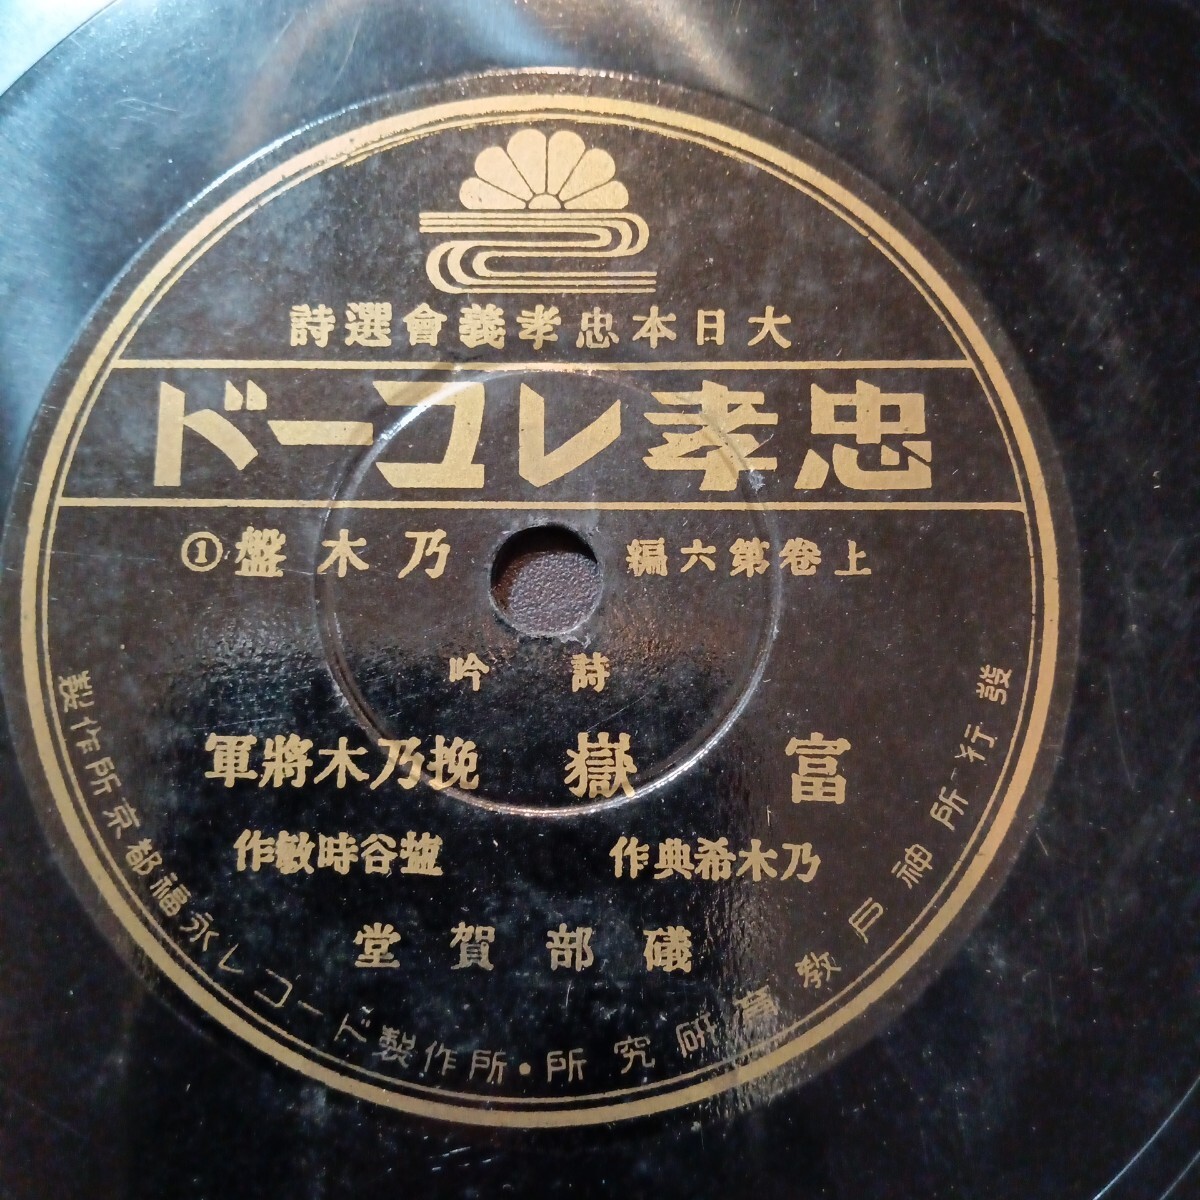 大日本忠孝義會選詩
忠孝レコード
上卷第六編
乃木盤①
詩吟
富嶽
挽乃木將軍
乃木希典作
塩谷時敏作
礒部賀堂
發行所神戶教育研究所・製作所京都福永レコード製作所